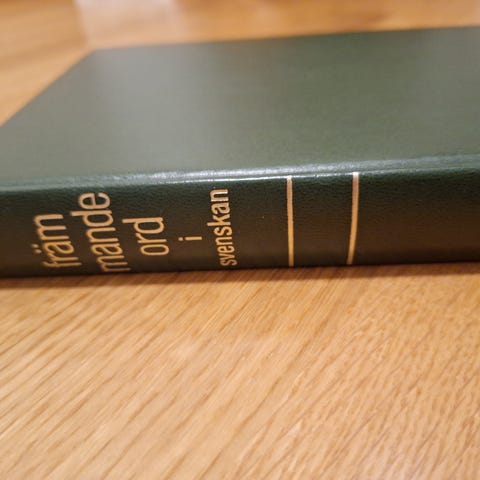 främ
mande
ord
i
svenskan